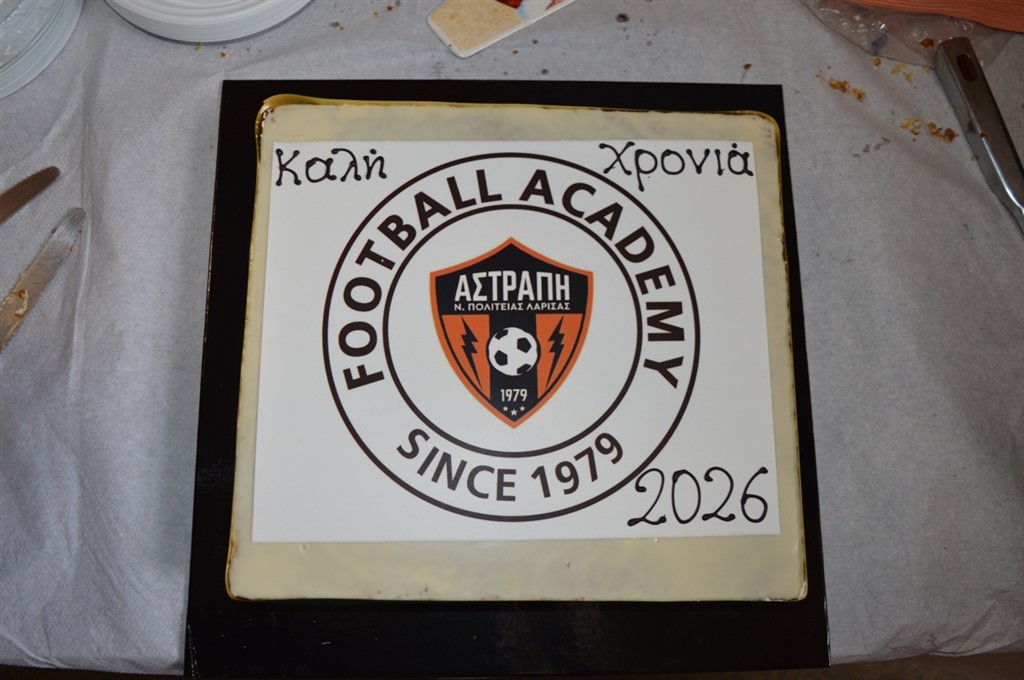 Καλή Χρονιά
FOOTBALL ACADEMY
ΑΣΤΡΑΠΗ
Ν. ΠΟΛΙΤΕΙΑΣ ΛΑΡΙΣΑΣ
1979
SINCE 1979
2026